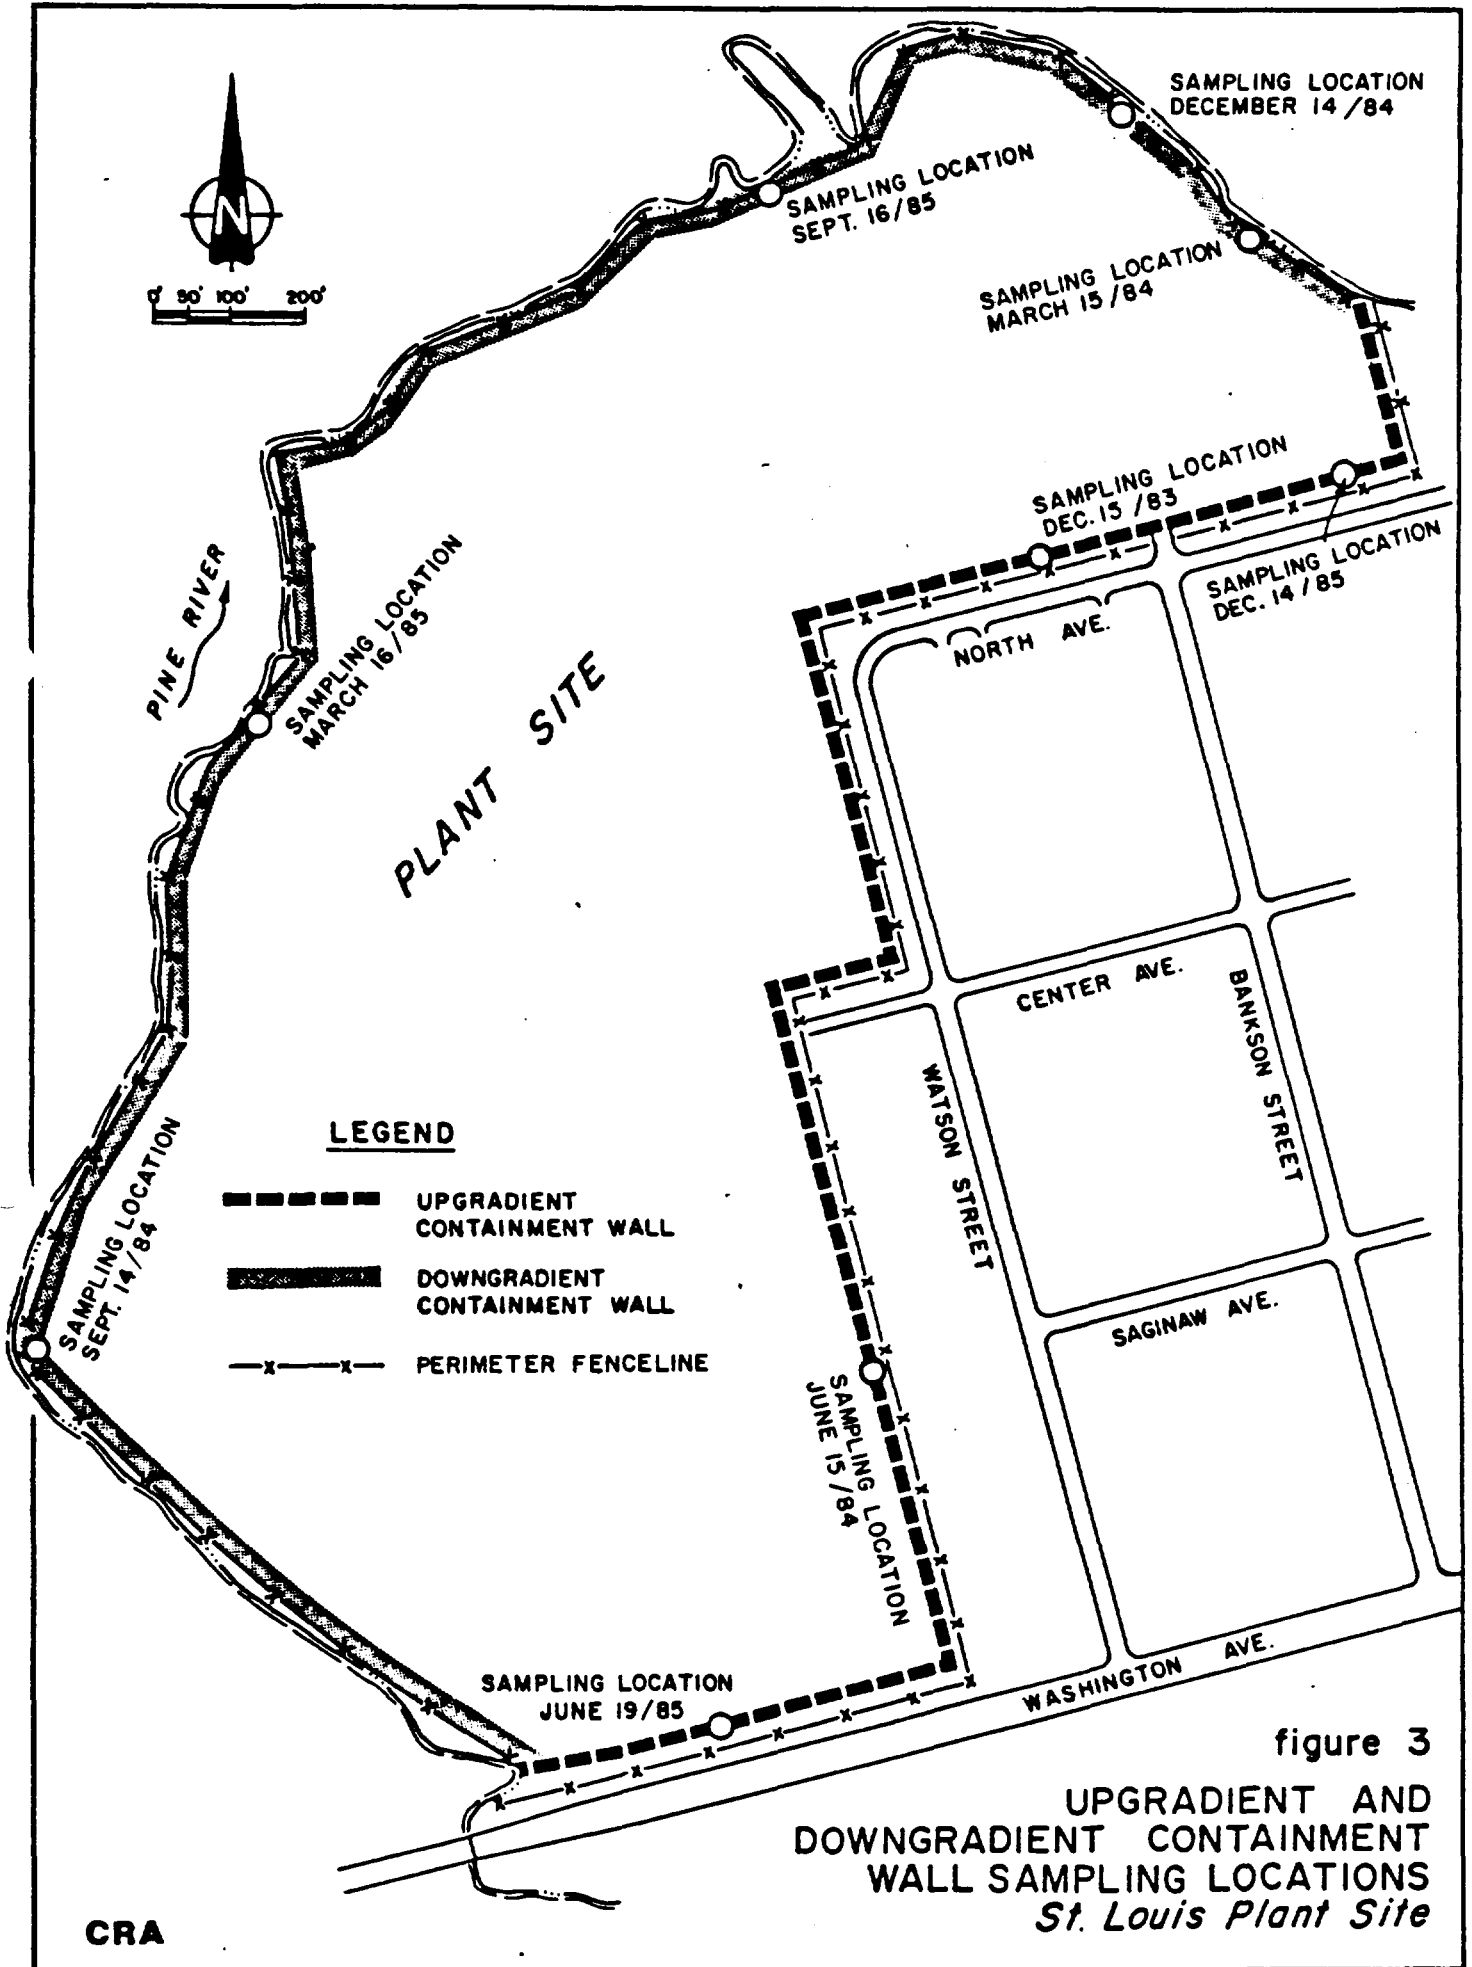 SAMPLING LOCATION
DECEMBER 14/84
SAMPLING LOCATION
SEPT. 16/85
N
0' 50' 100' 200'
SAMPLING LOCATION
MARCH 15/84
SAMPLING LOCATION
DEC. 15/83
SAMPLING LOCATION
DEC. 14/85
PINE RIVER
SAMPLING LOCATION
MARCH 16/85
NORTH AVE.
PLANT SITE
CENTER AVE.
BANKSON STREET
WATSON STREET
SAMPLING LOCATION
SEPT. 14/84
LEGEND
UPGRADIENT
CONTAINMENT WALL
DOWNGRADIENT
CONTAINMENT WALL
PERIMETER FENCELINE
SAGINAW AVE.
SAMPLING LOCATION
JUNE 15/84
SAMPLING LOCATION
JUNE 19/85
WASHINGTON AVE.
figure 3
UPGRADIENT AND
DOWNGRADIENT CONTAINMENT
WALL SAMPLING LOCATIONS
St. Louis Plant Site
CRA